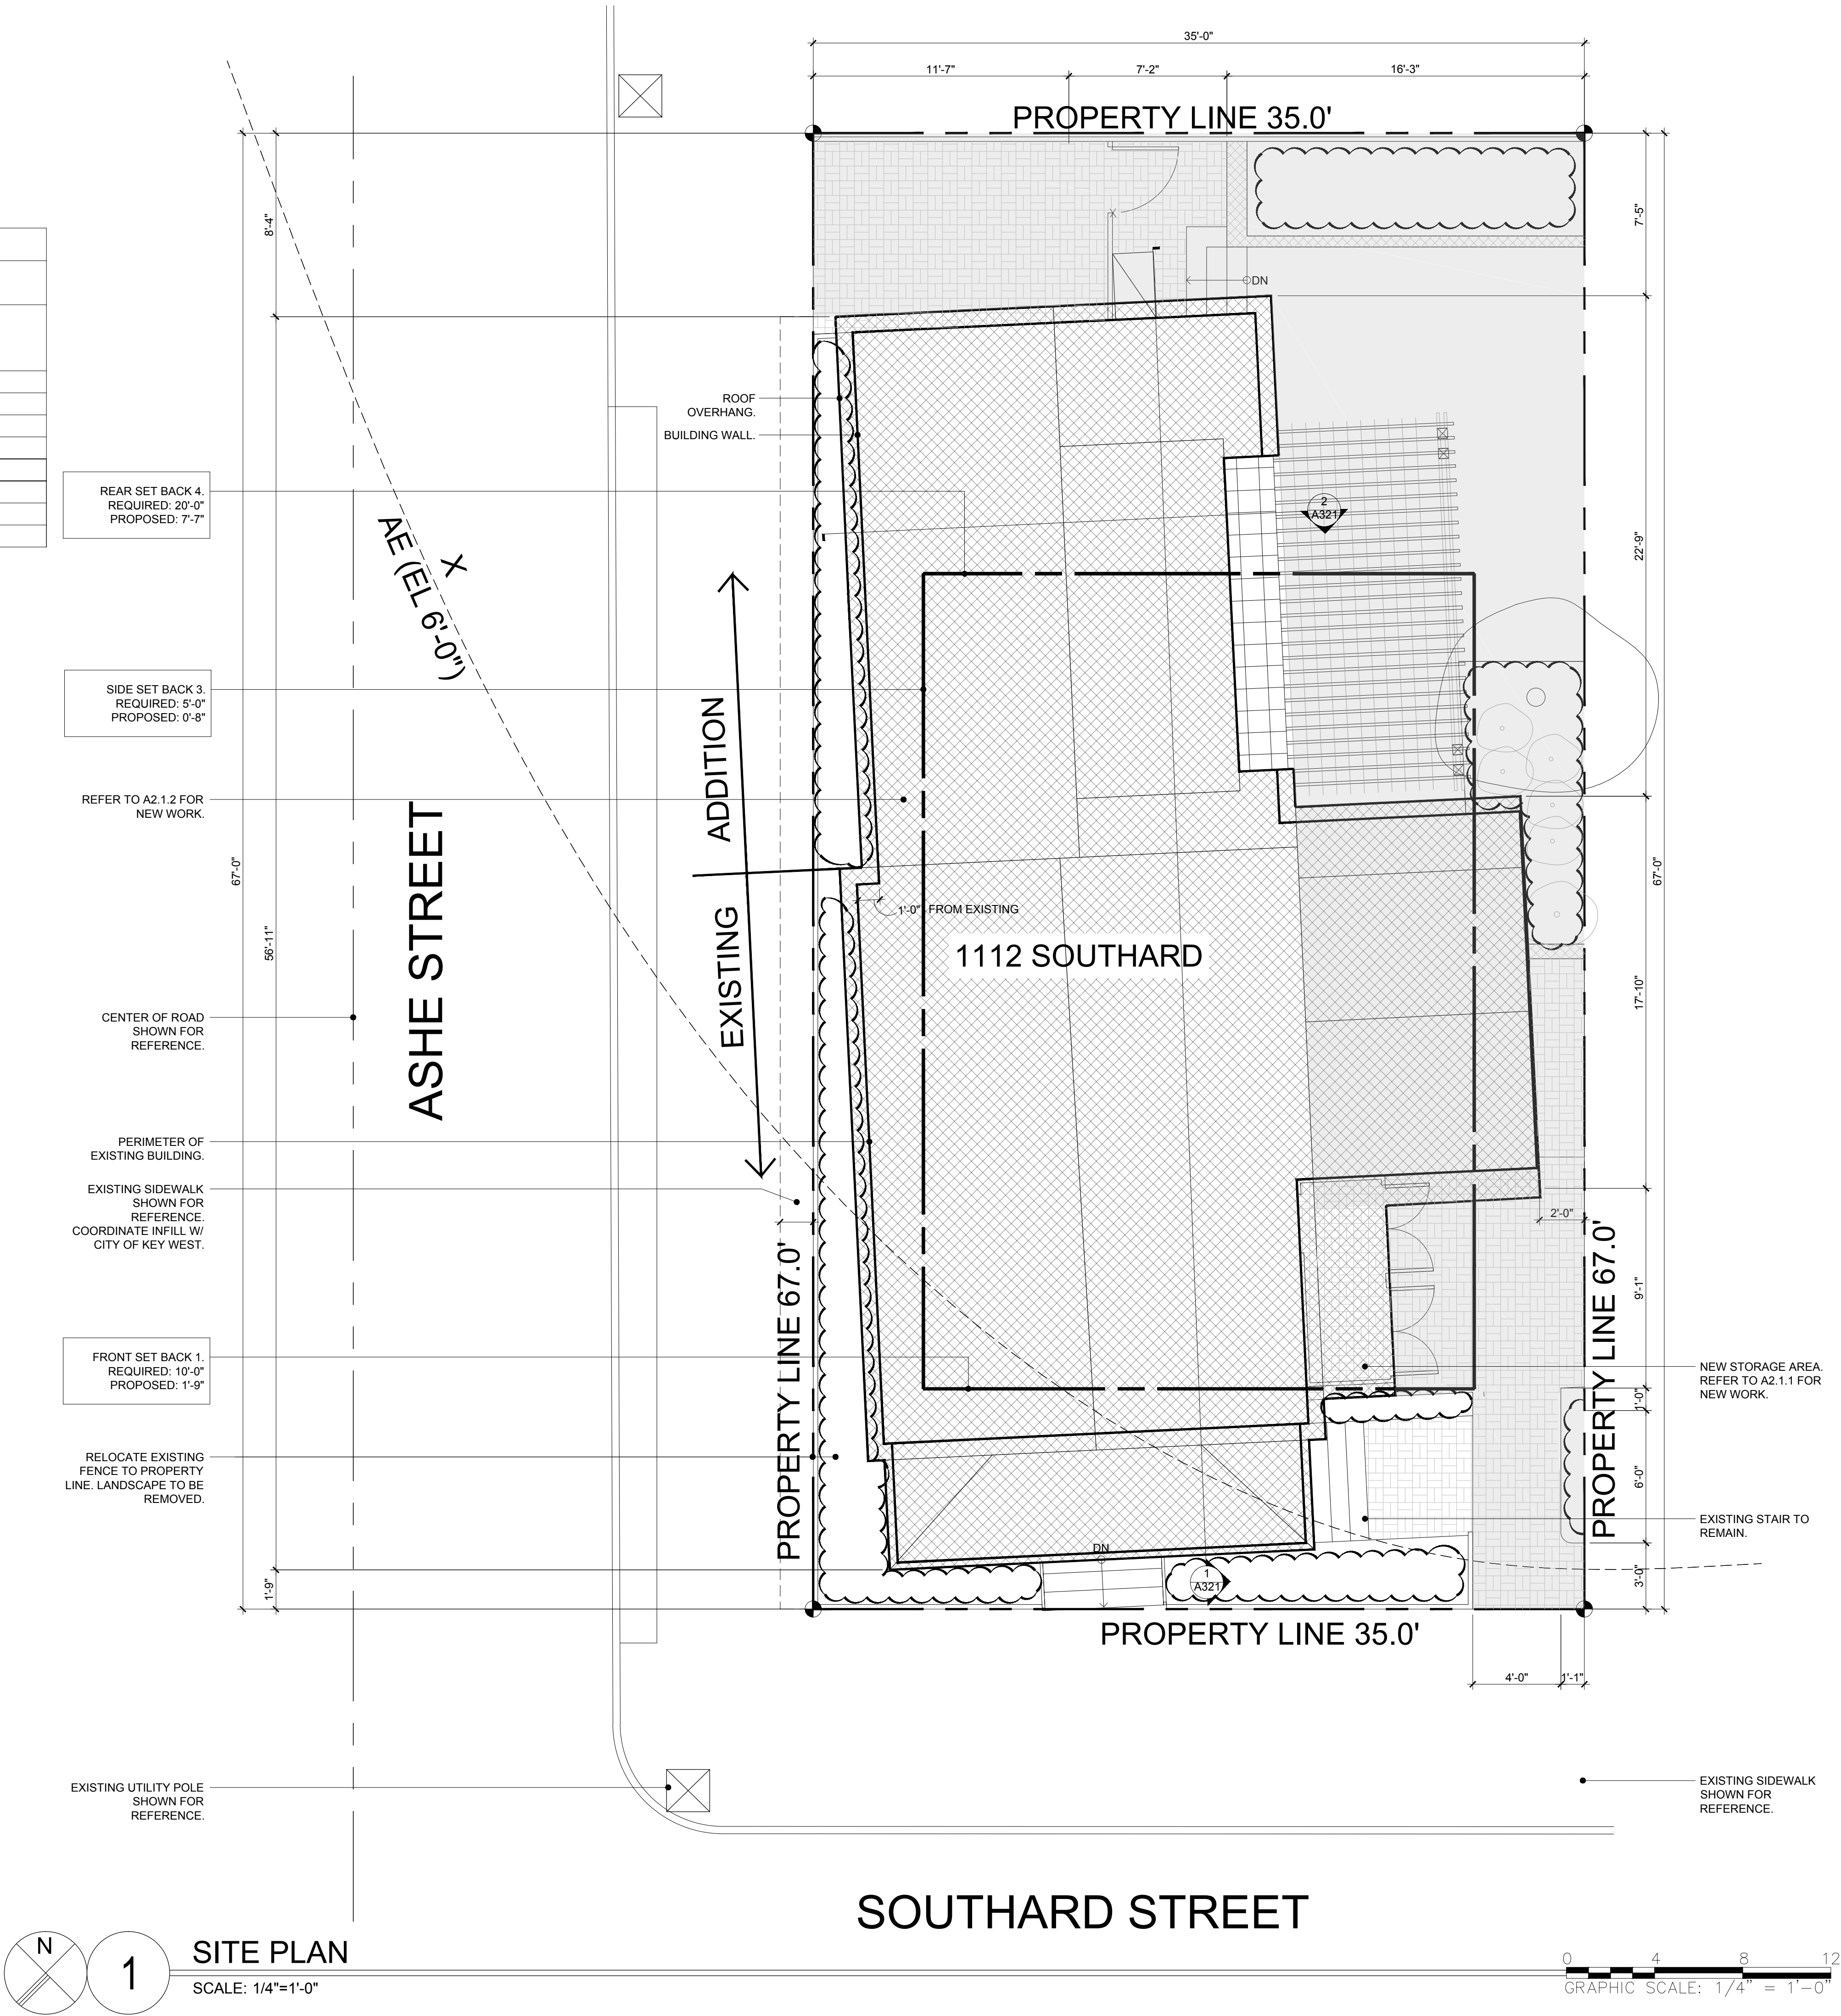 35'-0"
11'-7"
7'-2"
16'-3"
PROPERTY LINE 35.0'
8'-4"
7'-5"
DN
ROOF
OVERHANG.
BUILDING WALL.
REAR SET BACK 4.
REQUIRED: 20'-0"
PROPOSED: 7'-7"
2
A321
X
AE (EL 6'-0")
22'-9"
SIDE SET BACK 3.
REQUIRED: 5'-0"
PROPOSED: 0'-8"
ADDITION
REFER TO A2.1.2 FOR
NEW WORK.
ASHE STREET
67'-0"
67'-0"
EXISTING
1'-0" FROM EXISTING
56'-11"
1112 SOUTHARD
17'-10"
CENTER OF ROAD
SHOWN FOR
REFERENCE.
PERIMETER OF
EXISTING BUILDING.
EXISTING SIDEWALK
SHOWN FOR
REFERENCE.
COORDINATE INFILL W/
CITY OF KEY WEST.
2'-0"
PROPERTY LINE 67.0'
PROPERTY LINE 67.0'
9'-1"
FRONT SET BACK 1.
REQUIRED: 10'-0"
PROPOSED: 1'-9"
NEW STORAGE AREA.
REFER TO A2.1.1 FOR
NEW WORK.
1'-0"
RELOCATE EXISTING
FENCE TO PROPERTY
LINE. LANDSCAPE TO BE
REMOVED.
6'-0"
EXISTING STAIR TO
REMAIN.
DN
1
A321
1'-9"
3'-0"
PROPERTY LINE 35.0'
4'-0"
1'-1"
EXISTING UTILITY POLE
SHOWN FOR
REFERENCE.
EXISTING SIDEWALK
SHOWN FOR
REFERENCE.
SOUTHARD STREET
N
1
SITE PLAN
SCALE: 1/4"=1'-0"
0 4 8 12
GRAPHIC SCALE: 1/4" = 1'-0"